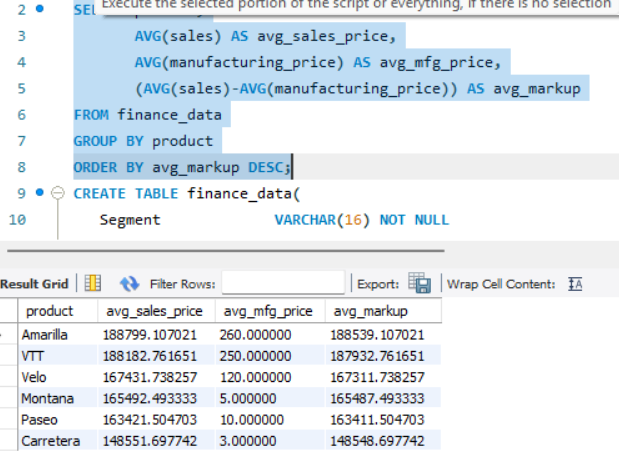 Execute the selected portion of the script or everything, if there is no selection
2
3 AVG(sales) AS avg_sales_price,
4 AVG(manufacturing_price) AS avg_mfg_price,
5 (AVG(sales)-AVG(manufacturing_price)) AS avg_markup
6 FROM finance_data
7 GROUP BY product
8 ORDER BY avg_markup DESC;
9 CREATE TABLE finance_data(
10 Segment VARCHAR(16) NOT NULL
Result Grid Filter Rows: Export: Wrap Cell Content: IA
product avg_sales_price avg_mfg_price avg_markup
Amarilla 188799.107021 260.000000 188539.107021
VTT 188182.761651 250.000000 187932.761651
Velo 167431.738257 120.000000 167311.738257
Montana 165492.493333 5.000000 165487.493333
Paseo 163421.504703 10.000000 163411.504703
Carretera 148551.697742 3.000000 148548.697742